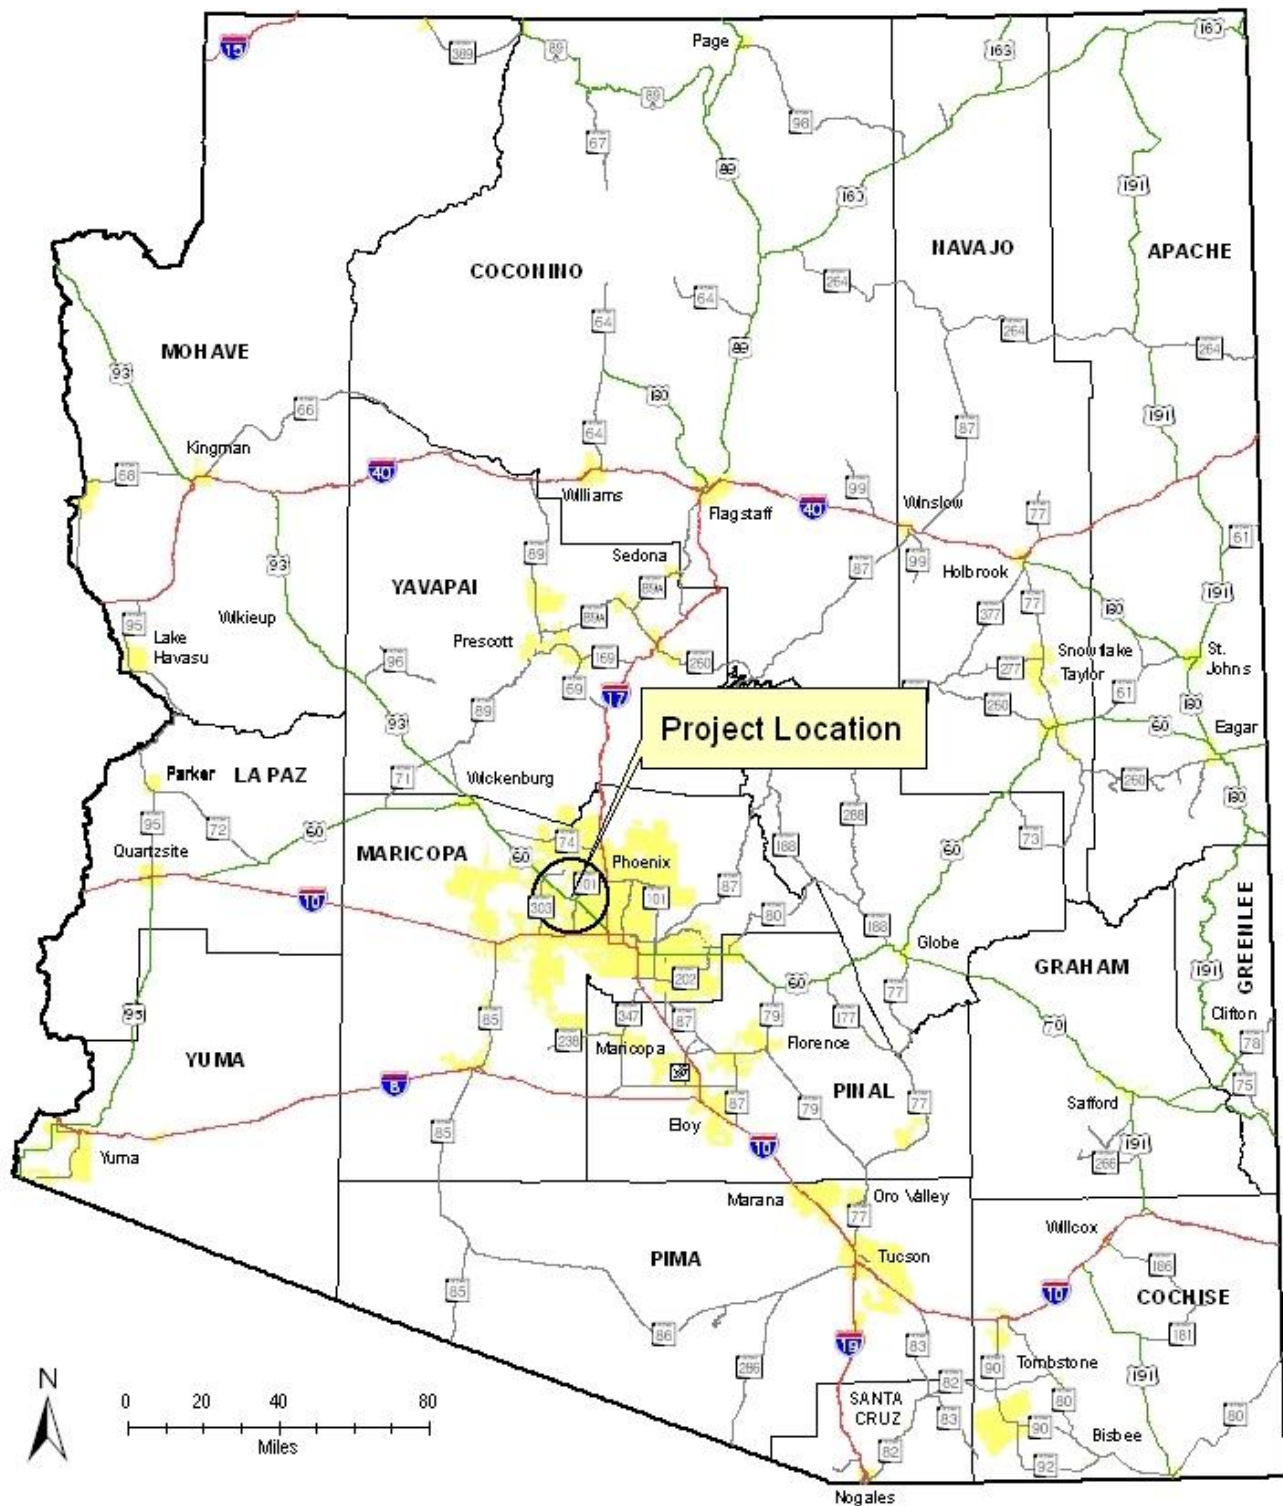 15
389
89
A
Page
163
160
89
A
67
98
89
160
191
COCONINO
NAVAJO
APACHE
264
64
64
264
264
MOHAVE
89
93
180
66
191
64
87
Kingman
68
40
Williams
Flagstaff
99
40
Winslow
77
61
93
89
Sedona
87
99
Holbrook
YAVAPAI
89A
89A
377
77
180
191
95
Wikieup
Lake
Havasu
Prescott
96
169
260
277
Snowflake
Taylor
St.
Johns
69
17
61
89
260
180
93
Project Location
60
Eagar
Parker
LA PAZ
71
Wickenburg
260
180
95
72
60
288
73
Quartzsite
MARICOPA
74
188
60
60
Phoenix
10
303
101
101
87
80
188
Globe
GRAHAM
GREENLEE
202
60
77
191
95
85
347
87
79
177
70
Clifton
YUMA
238
Maricopa
Florence
78
8
PINAL
75
87
79
77
Safford
Eloy
85
10
191
Yuma
266
Marana
Oro Valley
77
Willcox
PIMA
Tucson
186
85
10
COCHISE
86
19
83
181
286
90
Tombstone
191
N
0 20 40 80
Miles
SANTA
CRUZ
82
83
80
80
90
Bisbee
82
92
Nogales